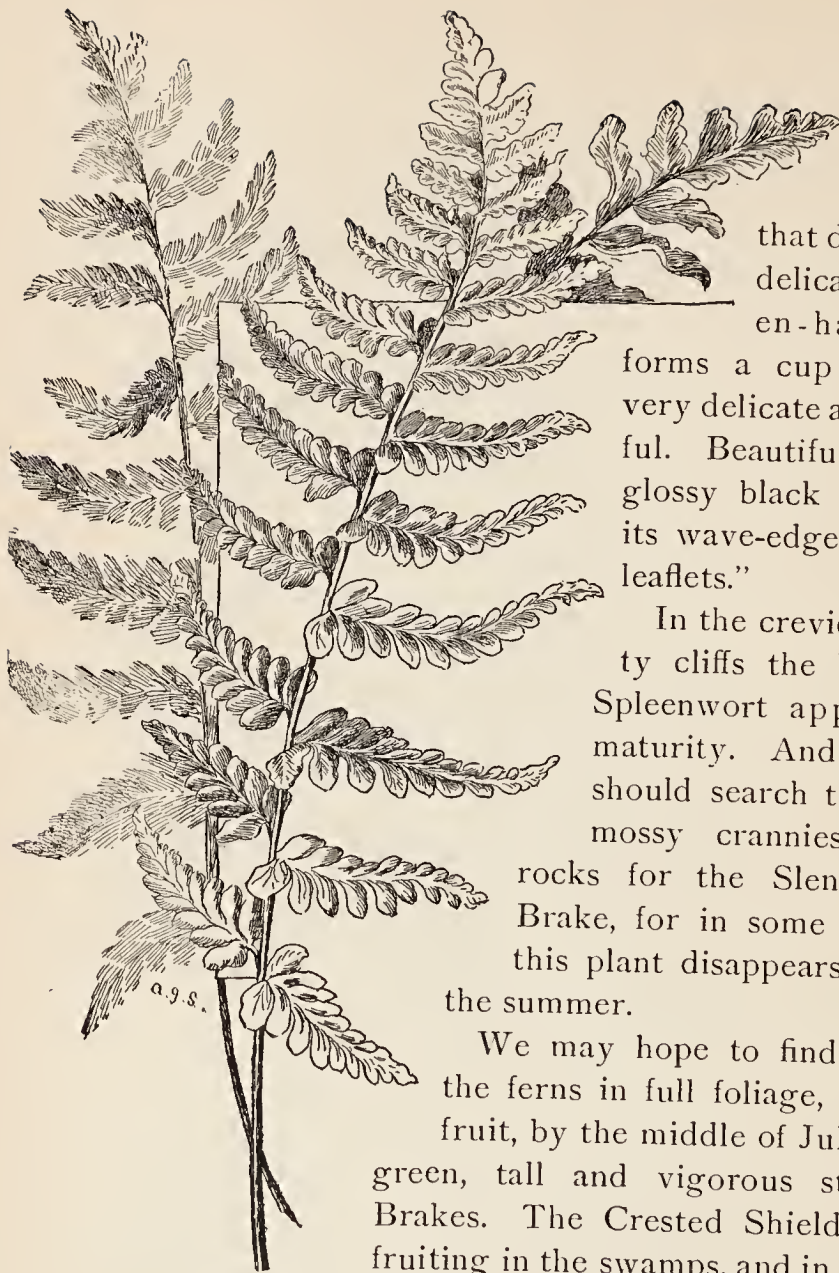 that d
delica
en-ha
forms a cup
very delicate a
ful. Beautifu
glossy black
its wave-edge
leaflets.”
In the crevi
ty cliffs the
Spleenwort app
maturity. And
should search t
mossy crannies
rocks for the Slen
Brake, for in some
this plant disappears
the summer.
We may hope to find
the ferns in full foliage,
fruit, by the middle of Ju
green, tall and vigorous s
Brakes. The Crested Shield
fruiting in the swamps, and in
a.g.s.